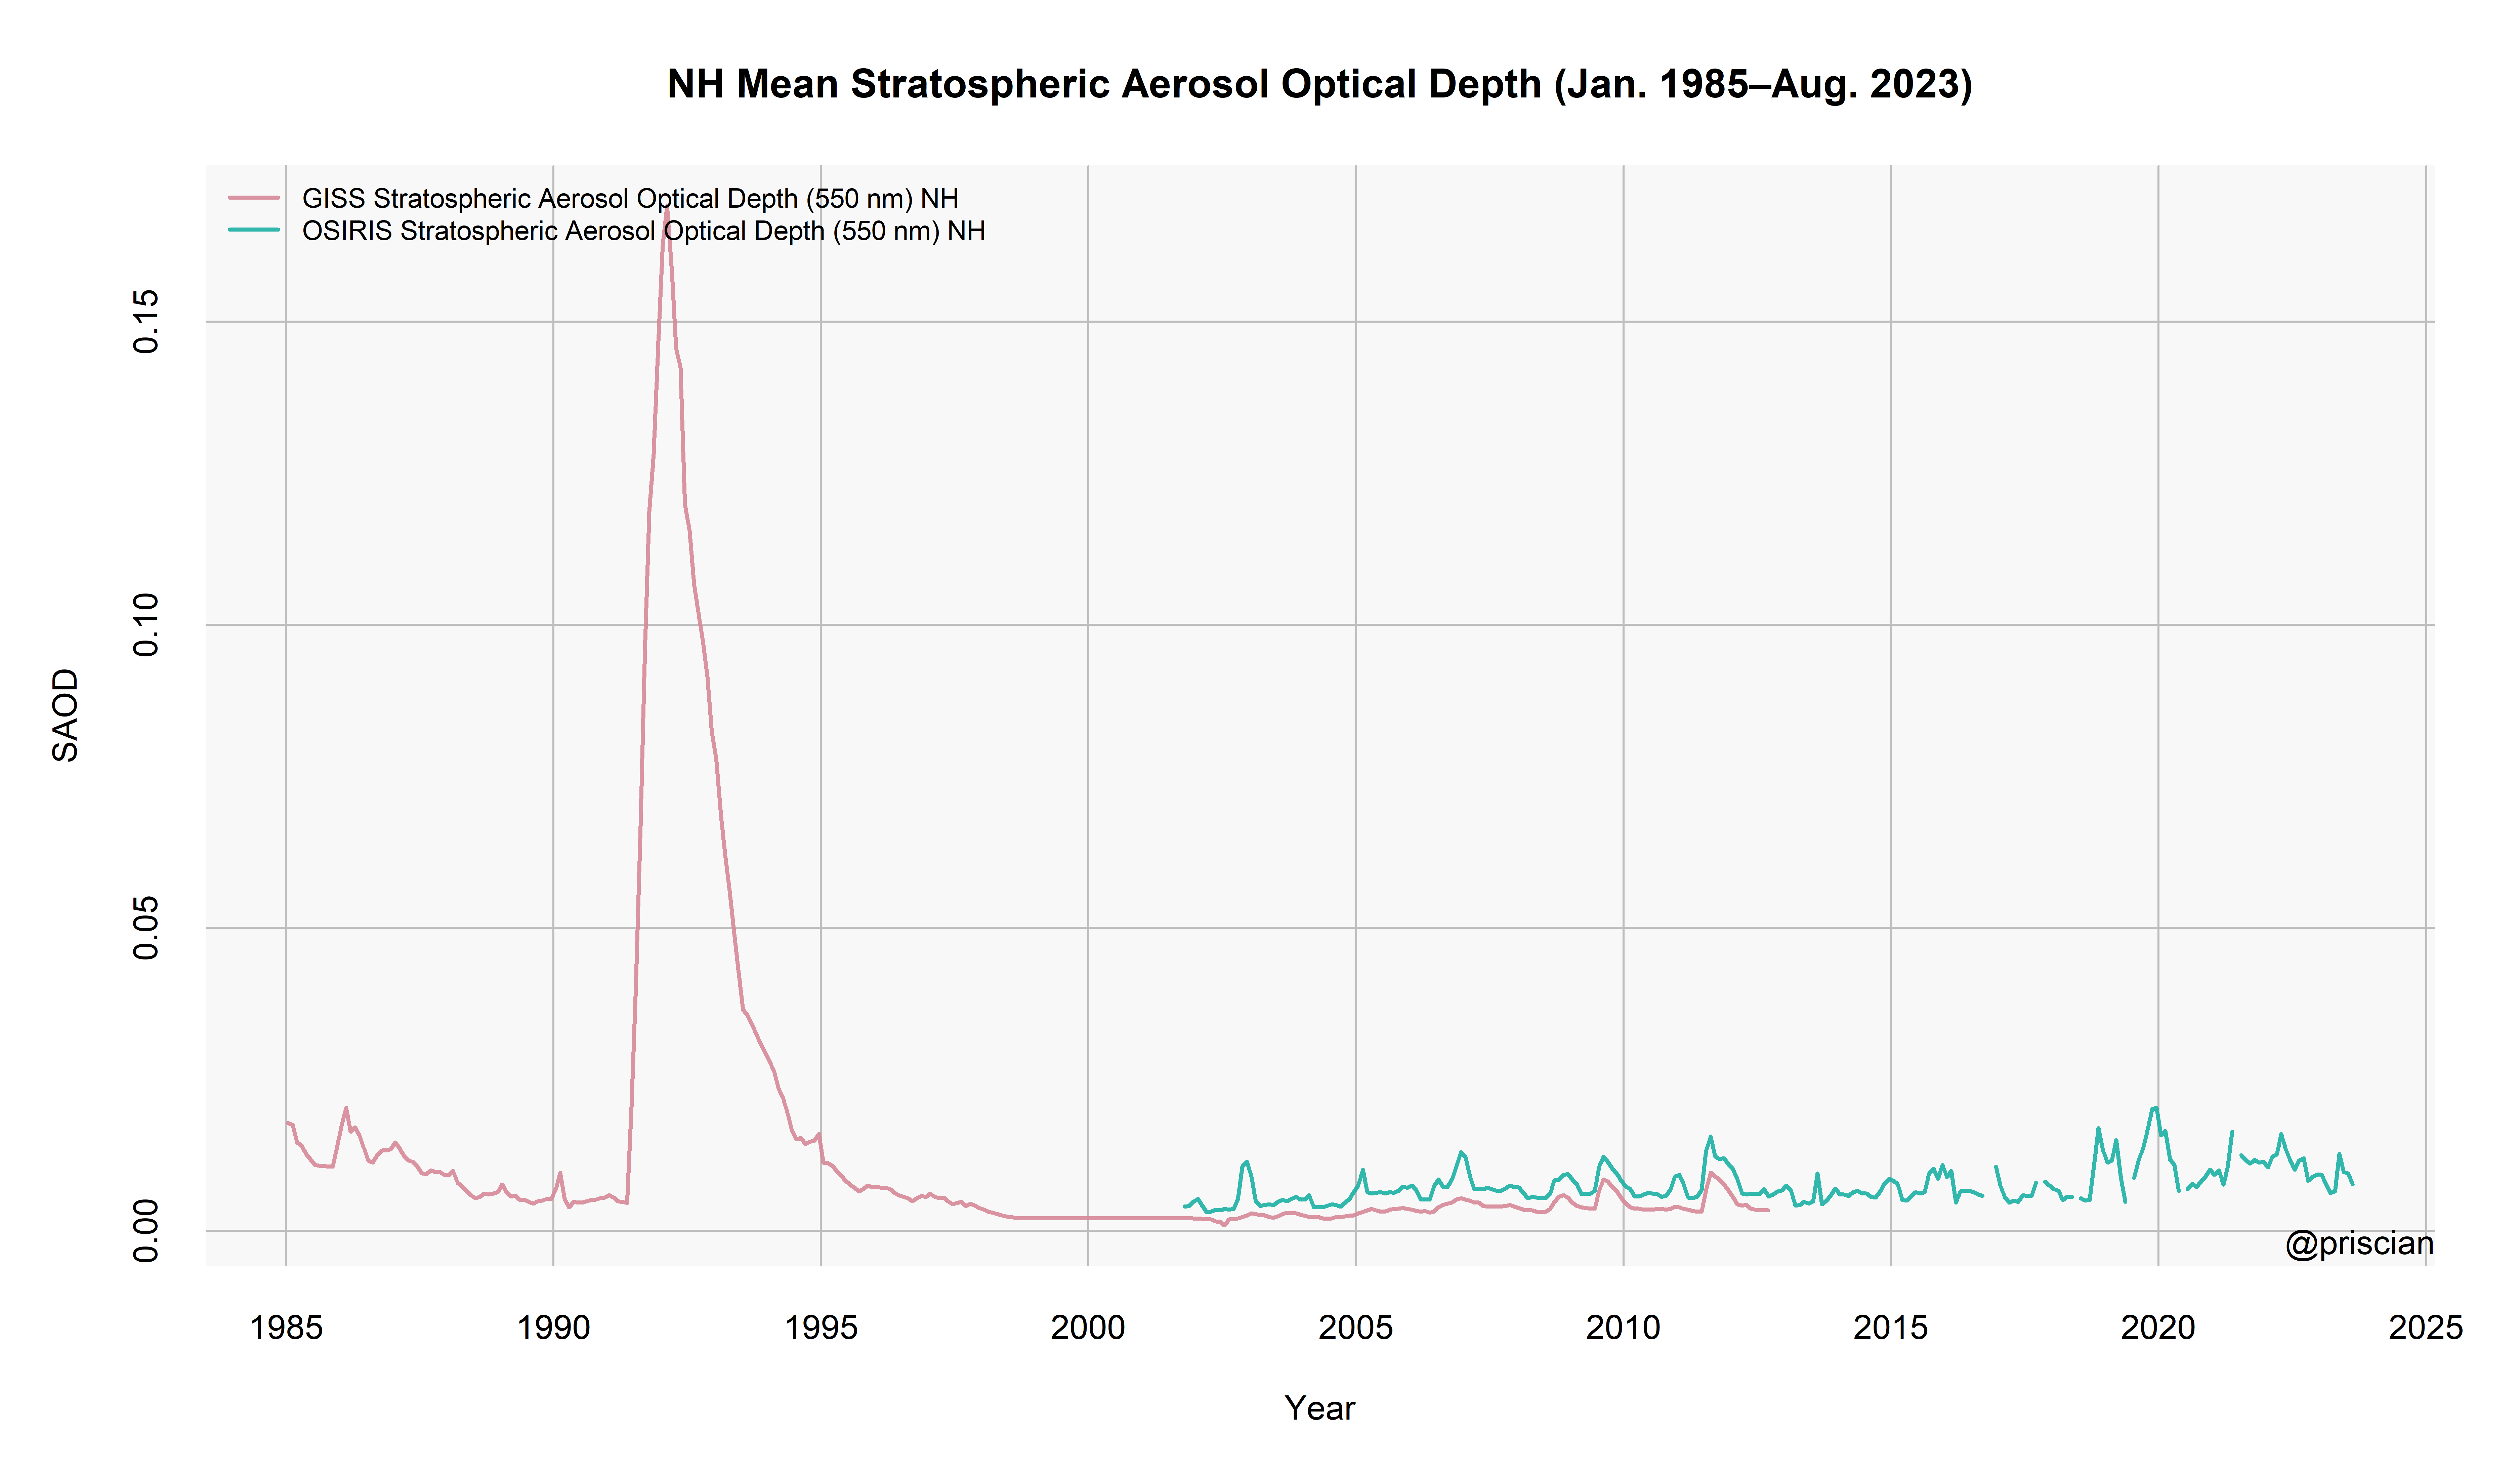 NH Mean Stratospheric Aerosol Optical Depth (Jan. 1985–Aug. 2023)
GISS Stratospheric Aerosol Optical Depth (550 nm) NH
OSIRIS Stratospheric Aerosol Optical Depth (550 nm) NH
0.15
0.10
0.05
0.00
SAOD
@priscian
1985 1990 1995 2000 2005 2010 2015 2020 2025
Year